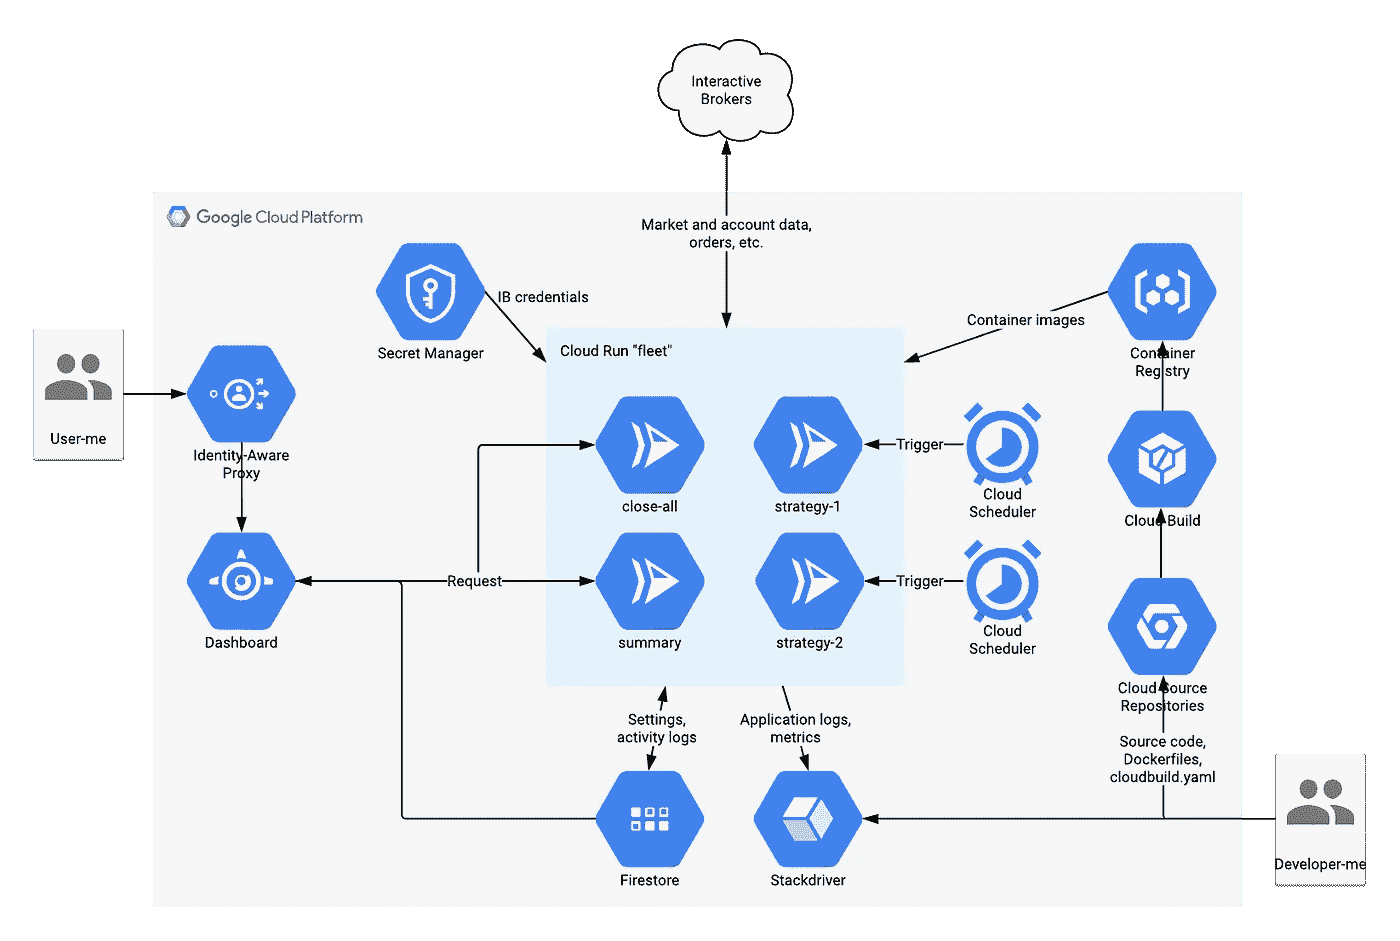 Interactive
Brokers
Google Cloud Platform
Market and account data,
orders, etc.
IB credentials
Secret Manager
Container images
Container
Registry
Cloud Run "fleet"
User-me
Identity-Aware
Proxy
Trigger
close-all
strategy-1
Cloud
Scheduler
Cloud Build
Request
Trigger
Dashboard
summary
strategy-2
Cloud
Scheduler
Cloud Source
Repositories
Settings,
activity logs
Application logs,
metrics
Source code,
Dockerfiles,
cloudbuild.yaml
Developer-me
Firestore
Stackdriver